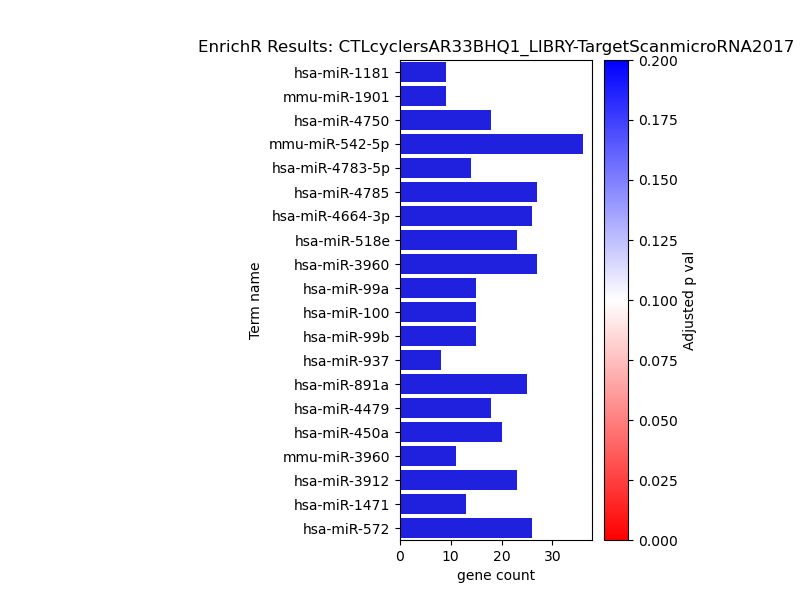 EnrichR Results: CTLcyclersAR33BHQ1_LIBRY-TargetScanmicroRNA2017
hsa-miR-1181
mmu-miR-1901
hsa-miR-4750
mmu-miR-542-5p
hsa-miR-4783-5p
hsa-miR-4785
hsa-miR-4664-3p
hsa-miR-518e
hsa-miR-3960
hsa-miR-99a
hsa-miR-100
hsa-miR-99b
hsa-miR-937
hsa-miR-891a
hsa-miR-4479
hsa-miR-450a
mmu-miR-3960
hsa-miR-3912
hsa-miR-1471
hsa-miR-572
Term name
0 10 20 30
gene count
0.200
0.175
0.150
0.125
0.100
0.075
0.050
0.025
0.000
Adjusted p val